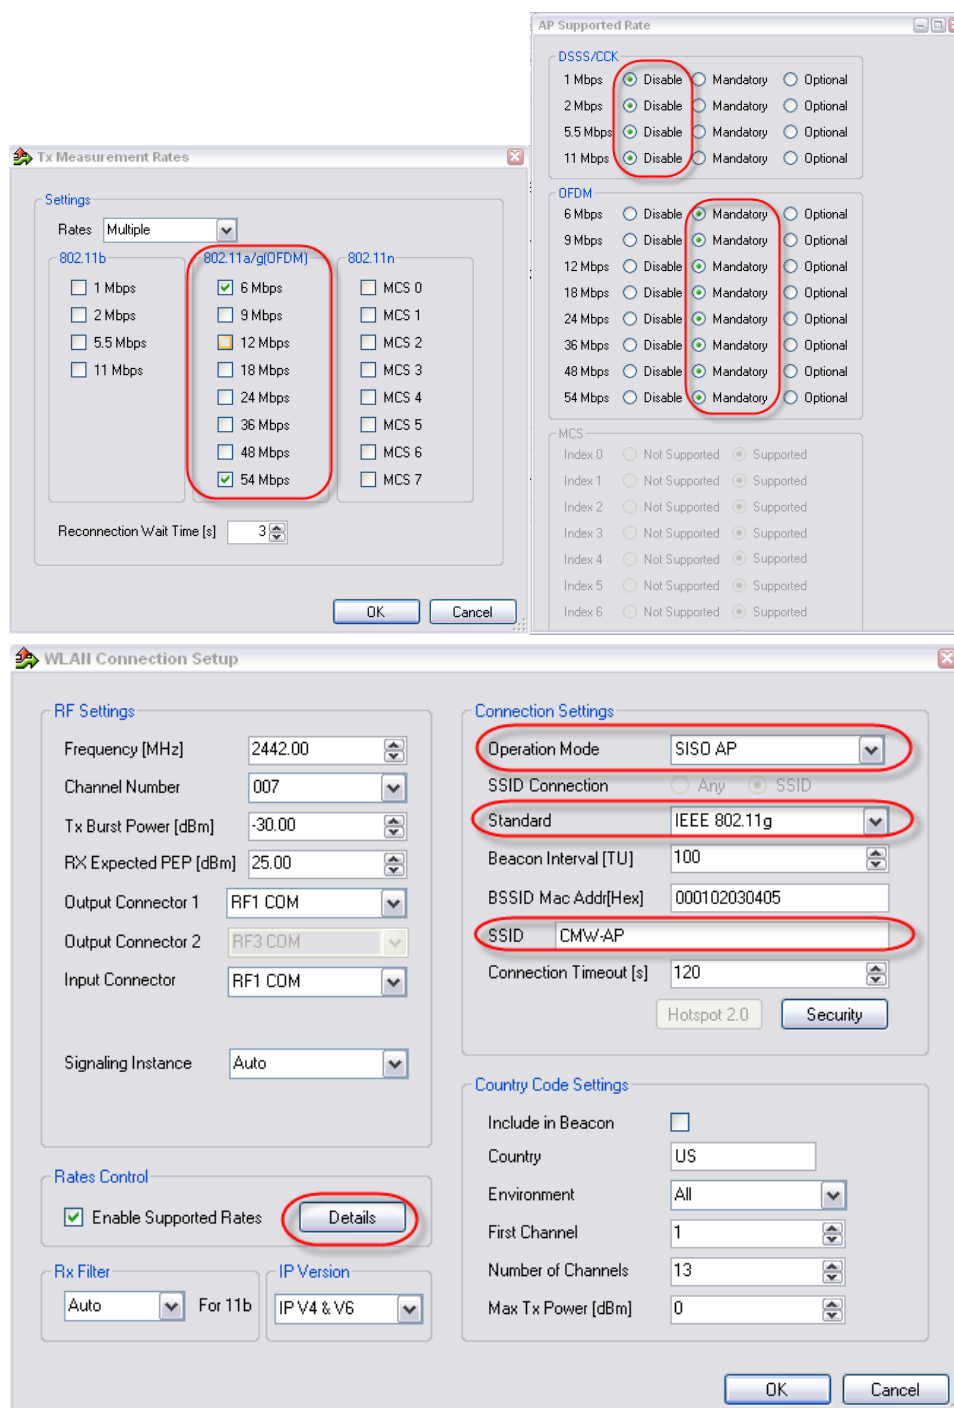 AP Supported Rate
DSSS/CCK
1 Mbps Disable Mandatory Optional
2 Mbps Disable Mandatory Optional
5.5 Mbps Disable Mandatory Optional
11 Mbps Disable Mandatory Optional
OFDM
6 Mbps Disable Mandatory Optional
9 Mbps Disable Mandatory Optional
12 Mbps Disable Mandatory Optional
18 Mbps Disable Mandatory Optional
24 Mbps Disable Mandatory Optional
36 Mbps Disable Mandatory Optional
48 Mbps Disable Mandatory Optional
54 Mbps Disable Mandatory Optional
MCS
Index 0 Not Supported Supported
Index 1 Not Supported Supported
Index 2 Not Supported Supported
Index 3 Not Supported Supported
Index 4 Not Supported Supported
Index 5 Not Supported Supported
Index 6 Not Supported Supported
Tx Measurement Rates
Settings
Rates Multiple
802.11b 802.11a/g(OFDM) 802.11n
1 Mbps 6 Mbps MCS 0
2 Mbps 9 Mbps MCS 1
5.5 Mbps 12 Mbps MCS 2
11 Mbps 18 Mbps MCS 3
24 Mbps MCS 4
36 Mbps MCS 5
48 Mbps MCS 6
54 Mbps MCS 7
Reconnection Wait Time [s] 3
OK Cancel
WLAN Connection Setup
RF Settings
Frequency [MHz] 2442.00
Channel Number 007
Tx Burst Power [dBm] -30.00
RX Expected PEP [dBm] 25.00
Output Connector 1 RF1 COM
Output Connector 2 RF3 COM
Input Connector RF1 COM
Signaling Instance Auto
Rates Control
Enable Supported Rates Details
Rx Filter
Auto For 11b
IP Version
IP V4 & V6
Connection Settings
Operation Mode SISO AP
SSID Connection Any SSID
Standard IEEE 802.11g
Beacon Interval [TU] 100
BSSID Mac Addr[Hex] 000102030405
SSID CMW-AP
Connection Timeout [s] 120
Hotspot 2.0 Security
Country Code Settings
Include in Beacon
Country US
Environment All
First Channel 1
Number of Channels 13
Max Tx Power [dBm] 0
OK Cancel